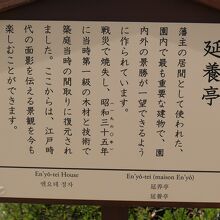 延養亭
藩主の居間として使われた、
園内で最も重要な建物で、園
内外の景勝が一望できるよう
に作られています。
戦災で焼失し、昭和三十五年
に当時第一級の木材と技術で
築庭当時の間取りに復元され
ました。ここからは、江戸時
代の面影を伝える景観を今も
楽しむことができます。
En'yō-tei House
엔요테 정자
En'yō-tei (maison En'yō)
延养亭
延養亭